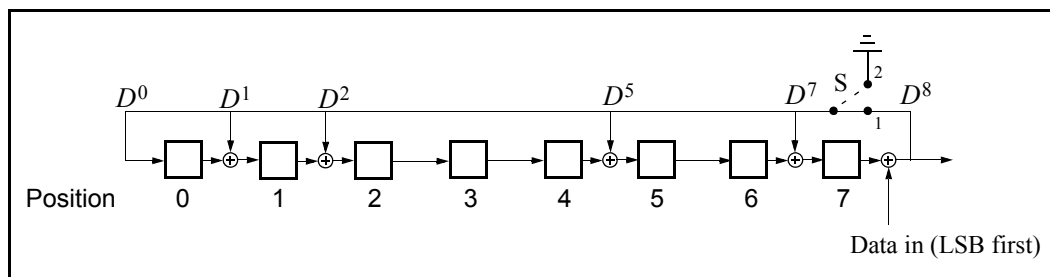 2
S
D⁰ D¹ D² D⁵ D⁷ D⁸
1
Position 0 1 2 3 4 5 6 7
Data in (LSB first)